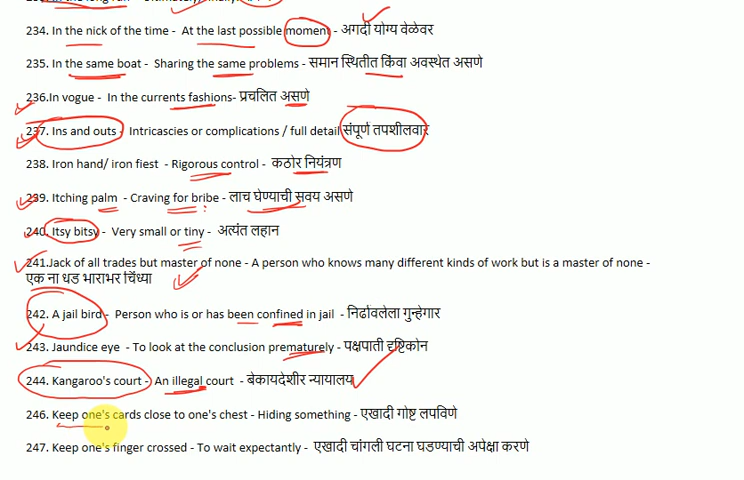 234. In the nick of the time - At the last possible moment - अगदी योग्य वेळेवर
235. In the same boat - Sharing the same problems - समान स्थितीत किंवा अवस्थेत असणे
236.In vogue - In the currents fashions- प्रचलित असणे
237. Ins and outs - Intricascies or complications / full detail संपूर्ण तपशीलवारे
238. Iron hand/ iron fiest - Rigorous control - कठोर नियंत्रण
239. Itching palm - Craving for bribe - लाच घेण्याची सवय असणे
240. Itsy bitsy - Very small or tiny - अत्यंत लहान
241.Jack of all trades but master of none - A person who knows many different kinds of work but is a master of none -
एक ना धड भाराभर चिंध्या
242. A jail bird - Person who is or has been confined in jail - निर्ढावलेला गुन्हेगार
243. Jaundice eye - To look at the conclusion prematurely - पक्षपाती दृष्टिकोन
244. Kangaroo's court - An illegal court - बेकायदेशीर न्यायालय
246. Keep one's cards close to one's chest - Hiding something - एखादी गोष्ट लपविणे
247. Keep one's finger crossed - To wait expectantly - एखादी चांगली घटना घडण्याची अपेक्षा करणे